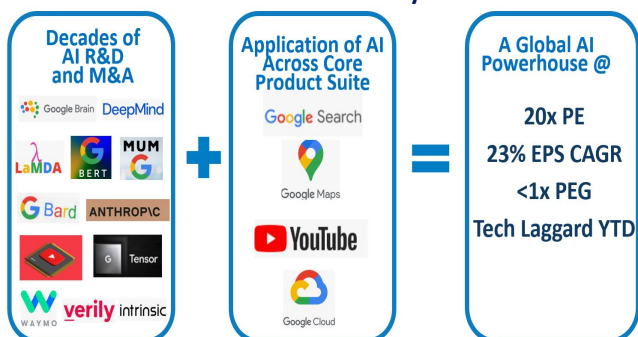 Decades of
AI R&D
and M&A
Google Brain DeepMind
LaMDA
G
BERT
MUM
G
G Bard
ANTHROP\C
G Tensor
WAYMO
verily intrinsic
Application of AI
Across Core
Product Suite
Google Search
Google Maps
YouTube
Google Cloud
A Global AI
Powerhouse @
20x PE
23% EPS CAGR
<1x PEG
Tech Laggard YTD